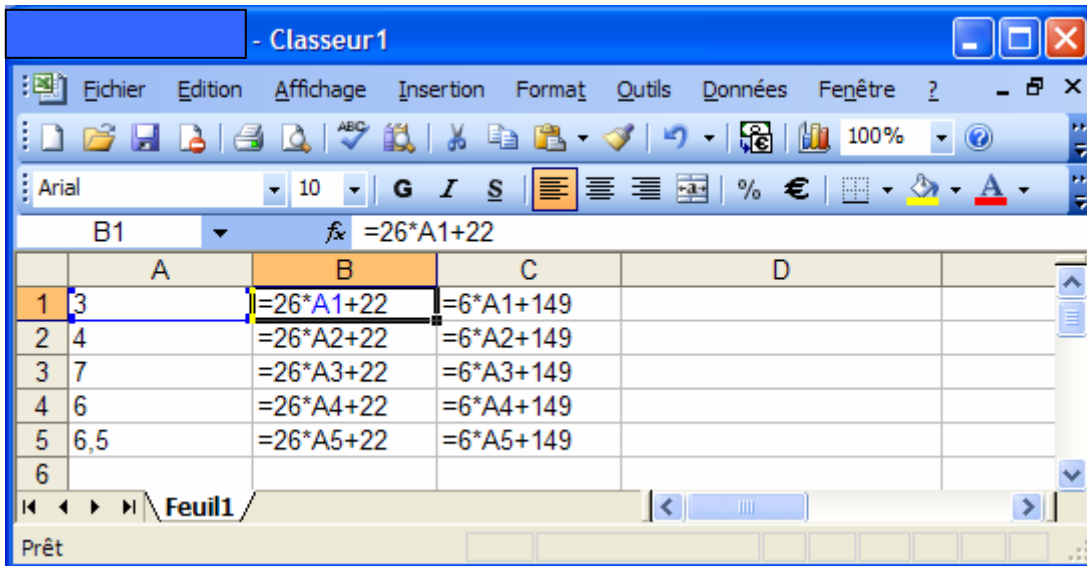 - Classeur1
Fichier Edition Affichage Insertion Format Outils Données Fenêtre ?
ABC 100% ?
Arial 10 G I S a % € A
B1 fx =26*A1+22
A B C D
1 3 =26*A1+22 =6*A1+149
2 4 =26*A2+22 =6*A2+149
3 7 =26*A3+22 =6*A3+149
4 6 =26*A4+22 =6*A4+149
5 6,5 =26*A5+22 =6*A5+149
6
Feuil1
Prêt